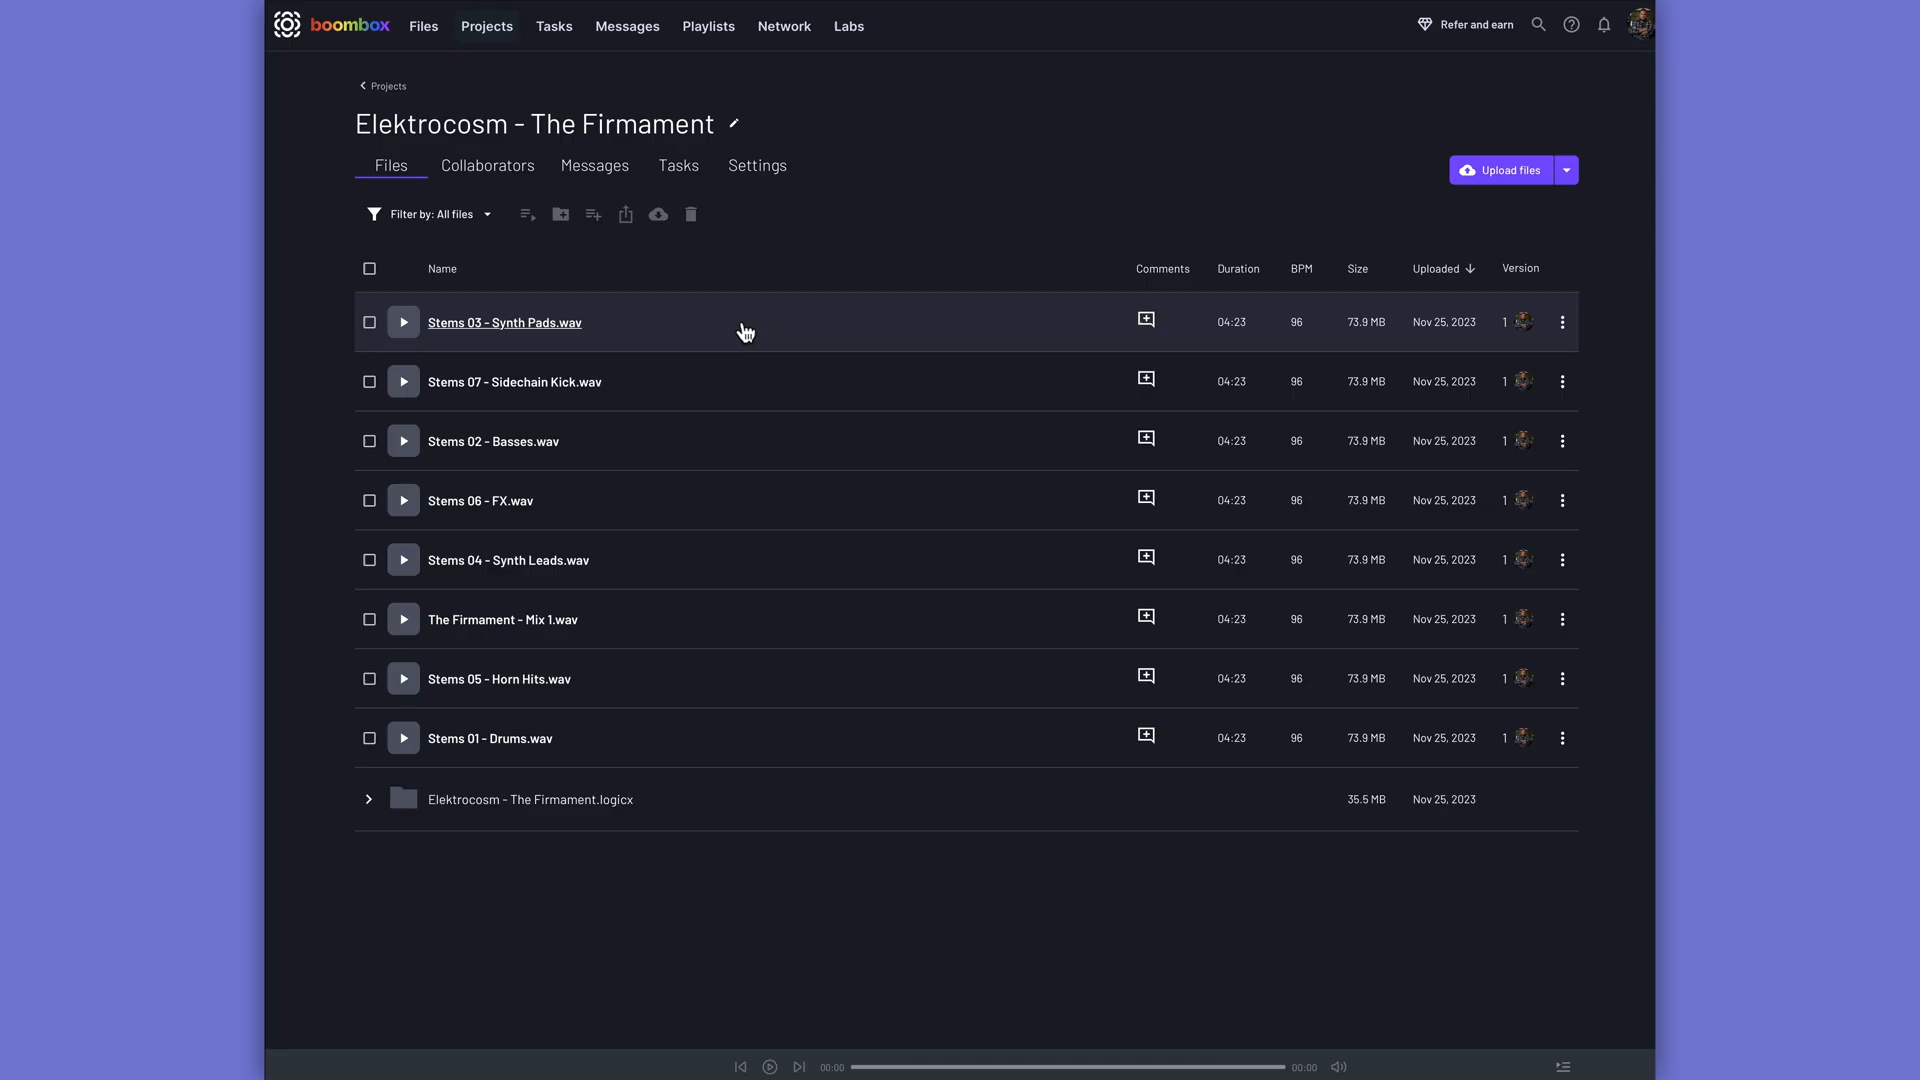 boombox Files Projects Tasks Messages Playlists Network Labs Refer and earn
Projects
Elektrocosm - The Firmament
Files Collaborators Messages Tasks Settings
Upload files
Filter by: All files
Name Comments Duration BPM Size Uploaded Version
Stems 03 - Synth Pads.wav 04:23 96 73.9 MB Nov 25, 2023 1
Stems 07 - Sidechain Kick.wav 04:23 96 73.9 MB Nov 25, 2023 1
Stems 02 - Basses.wav 04:23 96 73.9 MB Nov 25, 2023 1
Stems 06 - FX.wav 04:23 96 73.9 MB Nov 25, 2023 1
Stems 04 - Synth Leads.wav 04:23 96 73.9 MB Nov 25, 2023 1
The Firmament - Mix 1.wav 04:23 96 73.9 MB Nov 25, 2023 1
Stems 05 - Horn Hits.wav 04:23 96 73.9 MB Nov 25, 2023 1
Stems 01 - Drums.wav 04:23 96 73.9 MB Nov 25, 2023 1
Elektrocosm - The Firmament.logicx 35.5 MB Nov 25, 2023
00:00 00:00